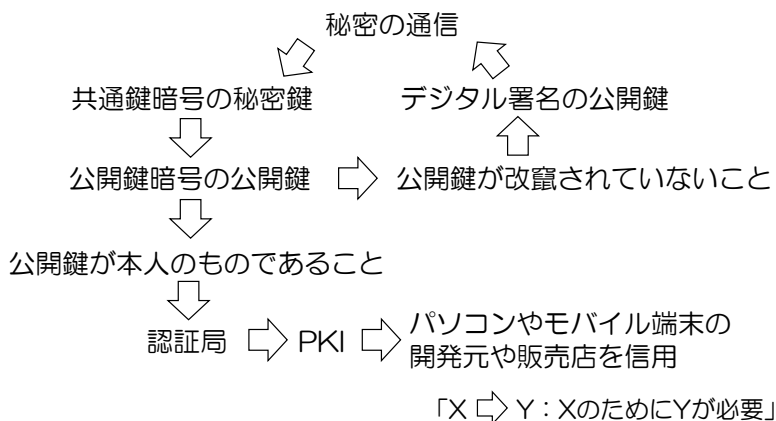 秘密の通信
共通鍵暗号の秘密鍵
デジタル署名の公開鍵
公開鍵暗号の公開鍵
公開鍵が改竄されていないこと
公開鍵が本人のものであること
認証局
PKI
パソコンやモバイル端末の
開発元や販売店を信用
「X ⇨ Y：XのためにYが必要」